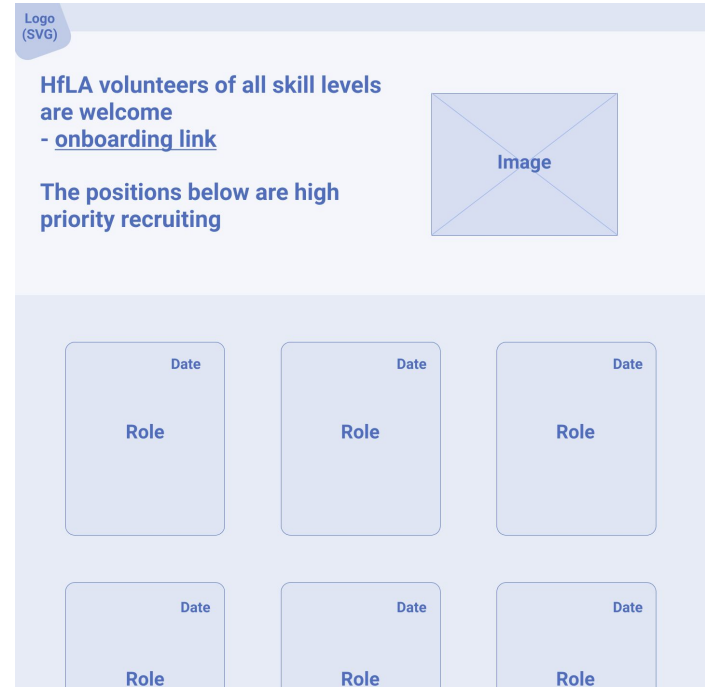 Logo
(SVG)
HfLA volunteers of all skill levels
are welcome
- onboarding link
The positions below are high
priority recruiting
Image
Date
Date
Date
Role
Role
Role
Date
Date
Date
Role
Role
Role